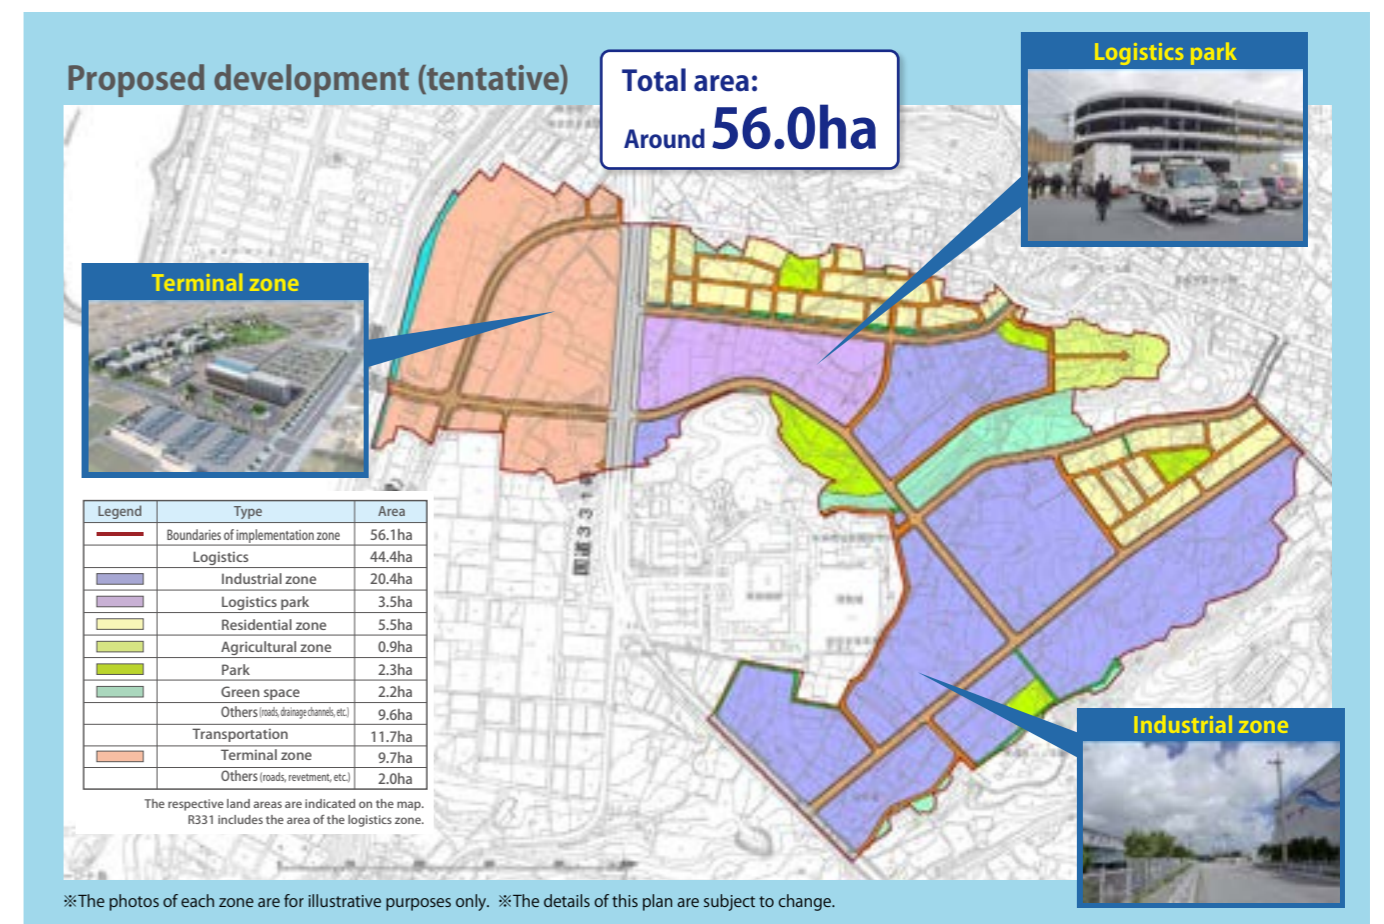 Proposed development (tentative)
Total area:
Around 56.0ha
Logistics park
Terminal zone
Legend Type Area
Boundaries of implementation zone 56.1ha
Logistics 44.4ha
Industrial zone 20.4ha
Logistics park 3.5ha
Residential zone 5.5ha
Agricultural zone 0.9ha
Park 2.3ha
Green space 2.2ha
Others (roads, drainage channels, etc.) 9.6ha
Transportation 11.7ha
Terminal zone 9.7ha
Others (roads, revetment, etc.) 2.0ha
The respective land areas are indicated on the map.
R331 includes the area of the logistics zone.
国道331号
Industrial zone
※The photos of each zone are for illustrative purposes only. ※The details of this plan are subject to change.